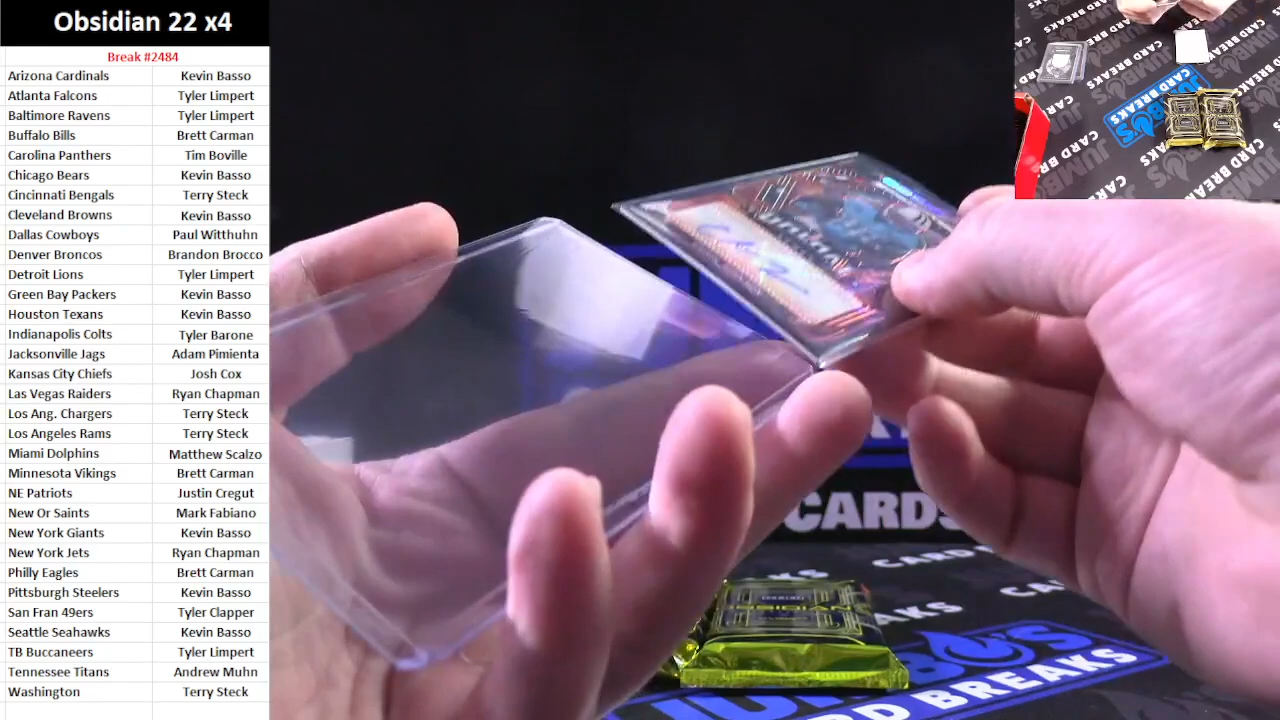 Obsidian 22 x4
Break #2484
Arizona Cardinals Kevin Basso
Atlanta Falcons Tyler Limpert
Baltimore Ravens Tyler Limpert
Buffalo Bills Brett Carman
Carolina Panthers Tim Boville
Chicago Bears Kevin Basso
Cincinnati Bengals Terry Steck
Cleveland Browns Kevin Basso
Dallas Cowboys Paul Witthuhn
Denver Broncos Brandon Brocco
Detroit Lions Tyler Limpert
Green Bay Packers Kevin Basso
Houston Texans Kevin Basso
Indianapolis Colts Tyler Barone
Jacksonville Jags Adam Pimienta
Kansas City Chiefs Josh Cox
Las Vegas Raiders Ryan Chapman
Los Ang. Chargers Terry Steck
Los Angeles Rams Terry Steck
Miami Dolphins Matthew Scalzo
Minnesota Vikings Brett Carman
NE Patriots Justin Cregut
New Or Saints Mark Fabiano
New York Giants Kevin Basso
New York Jets Ryan Chapman
Philly Eagles Brett Carman
Pittsburgh Steelers Kevin Basso
San Fran 49ers Tyler Clapper
Seattle Seahawks Kevin Basso
TB Buccaneers Tyler Limpert
Tennessee Titans Andrew Muhn
Washington Terry Steck
CARDS
OBSIDIAN
JUMBO'S
CARD BREAKS
JUMBO'S
CARD BREAKS